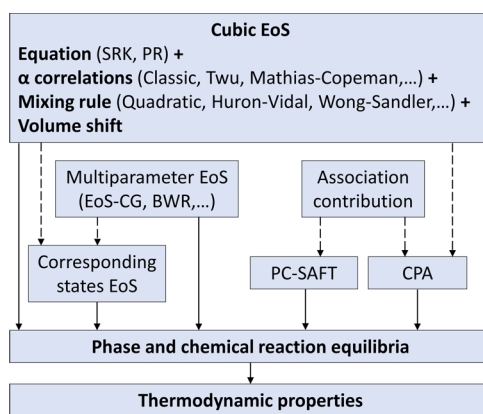 Cubic EoS
Equation (SRK, PR) +
α correlations (Classic, Twu, Mathias-Copeman,…) +
Mixing rule (Quadratic, Huron-Vidal, Wong-Sandler,…) +
Volume shift
Multiparameter EoS
(EoS-CG, BWR,…)
Association
contribution
Corresponding
states EoS
PC-SAFT
CPA
Phase and chemical reaction equilibria
Thermodynamic properties